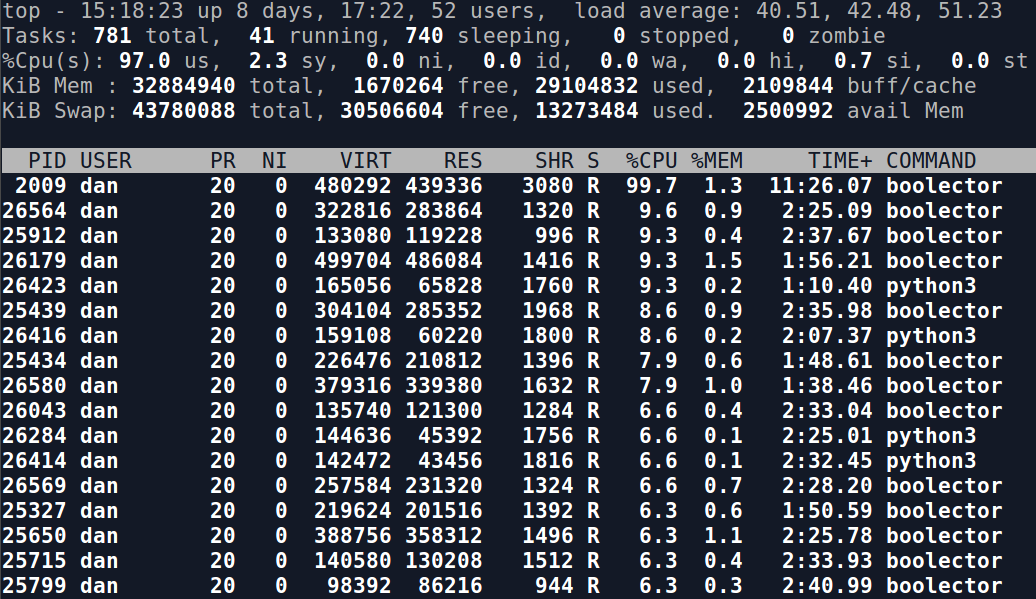 top - 15:18:23 up 8 days, 17:22, 52 users,  load average: 40.51, 42.48, 51.23
Tasks: 781 total,  41 running, 740 sleeping,   0 stopped,   0 zombie
%Cpu(s): 97.0 us,  2.3 sy,  0.0 ni,  0.0 id,  0.0 wa,  0.0 hi,  0.7 si,  0.0 st
KiB Mem : 32884940 total,  1670264 free, 29104832 used,  2109844 buff/cache
KiB Swap: 43780088 total, 30506604 free, 13273484 used.  2500992 avail Mem
  PID USER       PR  NI    VIRT    RES    SHR S  %CPU %MEM     TIME+ COMMAND
 2009 dan       20   0  480292 439336   3080 R  99.7  1.3  11:26.07 boolector
26564 dan       20   0  322816 283864   1320 R   9.6  0.9   2:25.09 boolector
25912 dan       20   0  133080 119228    996 R   9.3  0.4   2:37.67 boolector
26179 dan       20   0  499704 486084   1416 R   9.3  1.5   1:56.21 boolector
26423 dan       20   0  165056  65828   1760 R   9.3  0.2   1:10.40 python3
25439 dan       20   0  304104 285352   1968 R   8.6  0.9   2:35.98 boolector
26416 dan       20   0  159108  60220   1800 R   8.6  0.2   2:07.37 python3
25434 dan       20   0  226476 210812   1396 R   7.9  0.6   1:48.61 boolector
26580 dan       20   0  379316 339380   1632 R   7.9  1.0   1:38.46 boolector
26043 dan       20   0  135740 121300   1284 R   6.6  0.4   2:33.04 boolector
26284 dan       20   0  144636  45392   1756 R   6.6  0.1   2:25.01 python3
26414 dan       20   0  142472  43456   1816 R   6.6  0.1   2:32.45 python3
26569 dan       20   0  257584 231320   1324 R   6.6  0.7   2:28.20 boolector
25327 dan       20   0  219624 201516   1392 R   6.3  0.6   1:50.59 boolector
25650 dan       20   0  388756 358312   1496 R   6.3  1.1   2:25.78 boolector
25715 dan       20   0  140580 130208   1512 R   6.3  0.4   2:33.93 boolector
25799 dan       20   0   98392  86216    944 R   6.3  0.3   2:40.99 boolector